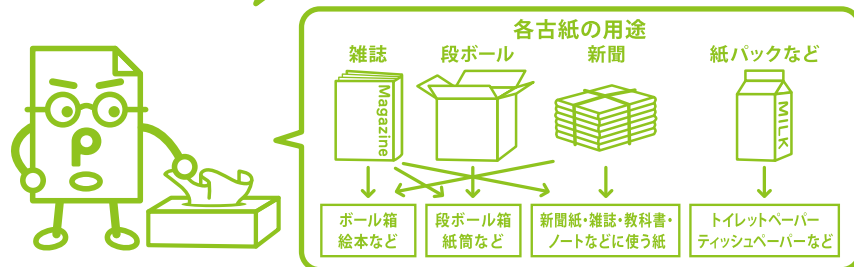 各古紙の用途
雑誌
段ボール
新聞
紙パックなど
Magazine
MILK
P
ボール箱
絵本など
段ボール箱
紙筒など
新聞紙・雑誌・教科書・
ノートなどに使う紙
トイレットペーパー
ティッシュペーパーなど